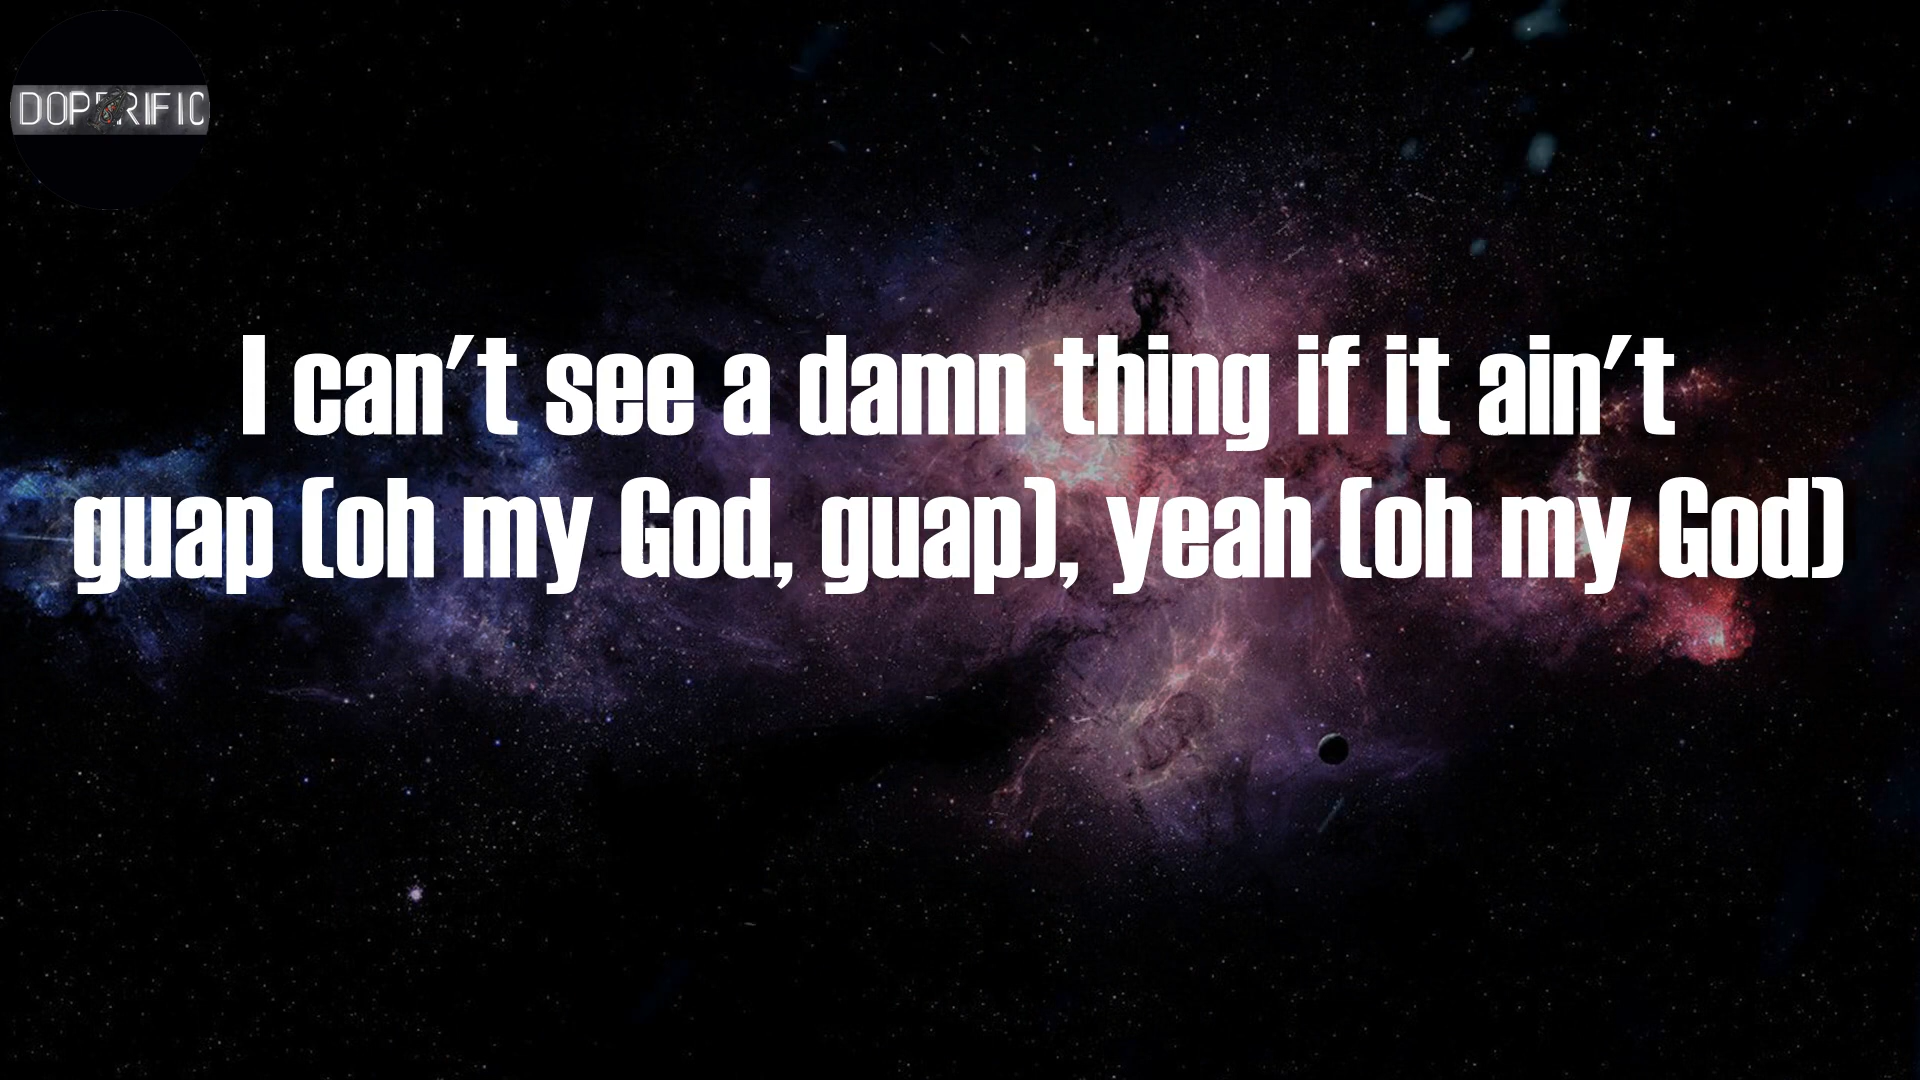 DOPERIFIC
I can't see a damn thing if it ain't
guap (oh my God, guap), yeah (oh my God)